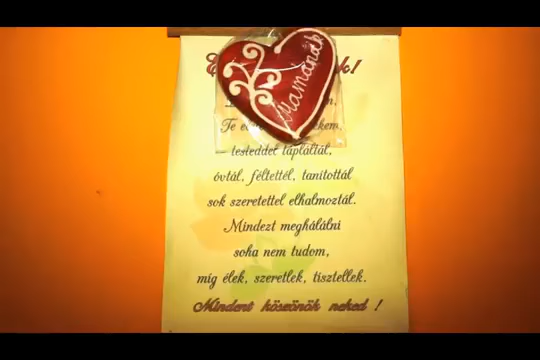 Mamának
Te
testeddel tápláltál,
óvtál, féltettél, tanítottál
sok szeretettel elhalmoztál.
Mindezt meghálálni
soha nem tudom,
míg élek, szeretlek, tisztellek.
Mindent köszönök neked !